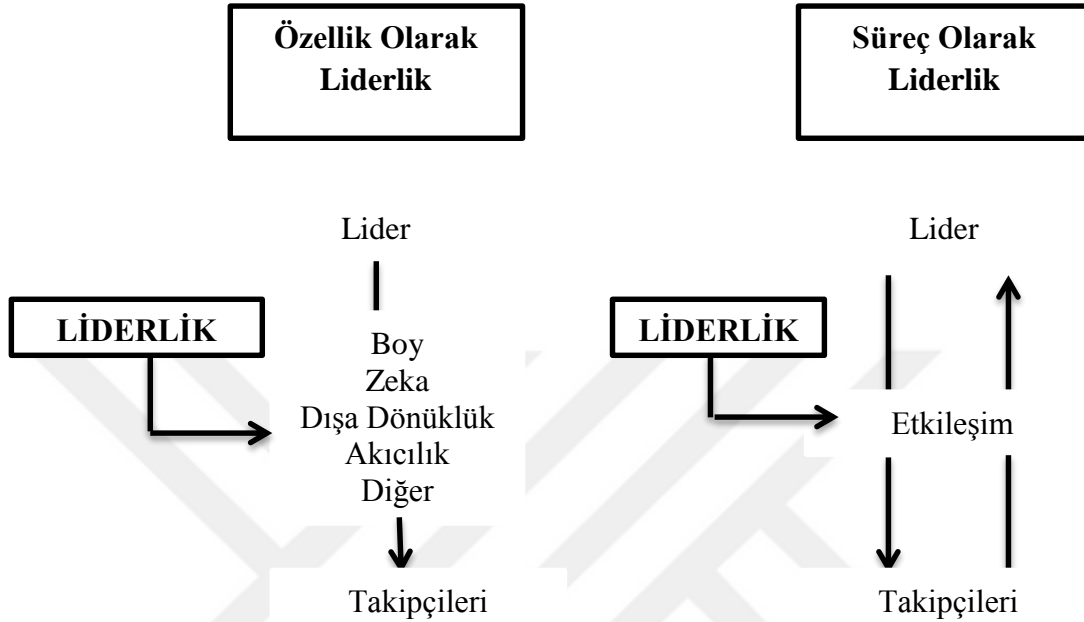 Özellik Olarak
Liderlik
Süreç Olarak
Liderlik
Lider
Lider
LİDERLİK
LİDERLİK
Boy
Zeka
Dışa Dönüklük
Akıcılık
Diğer
Etkileşim
Takipçileri
Takipçileri